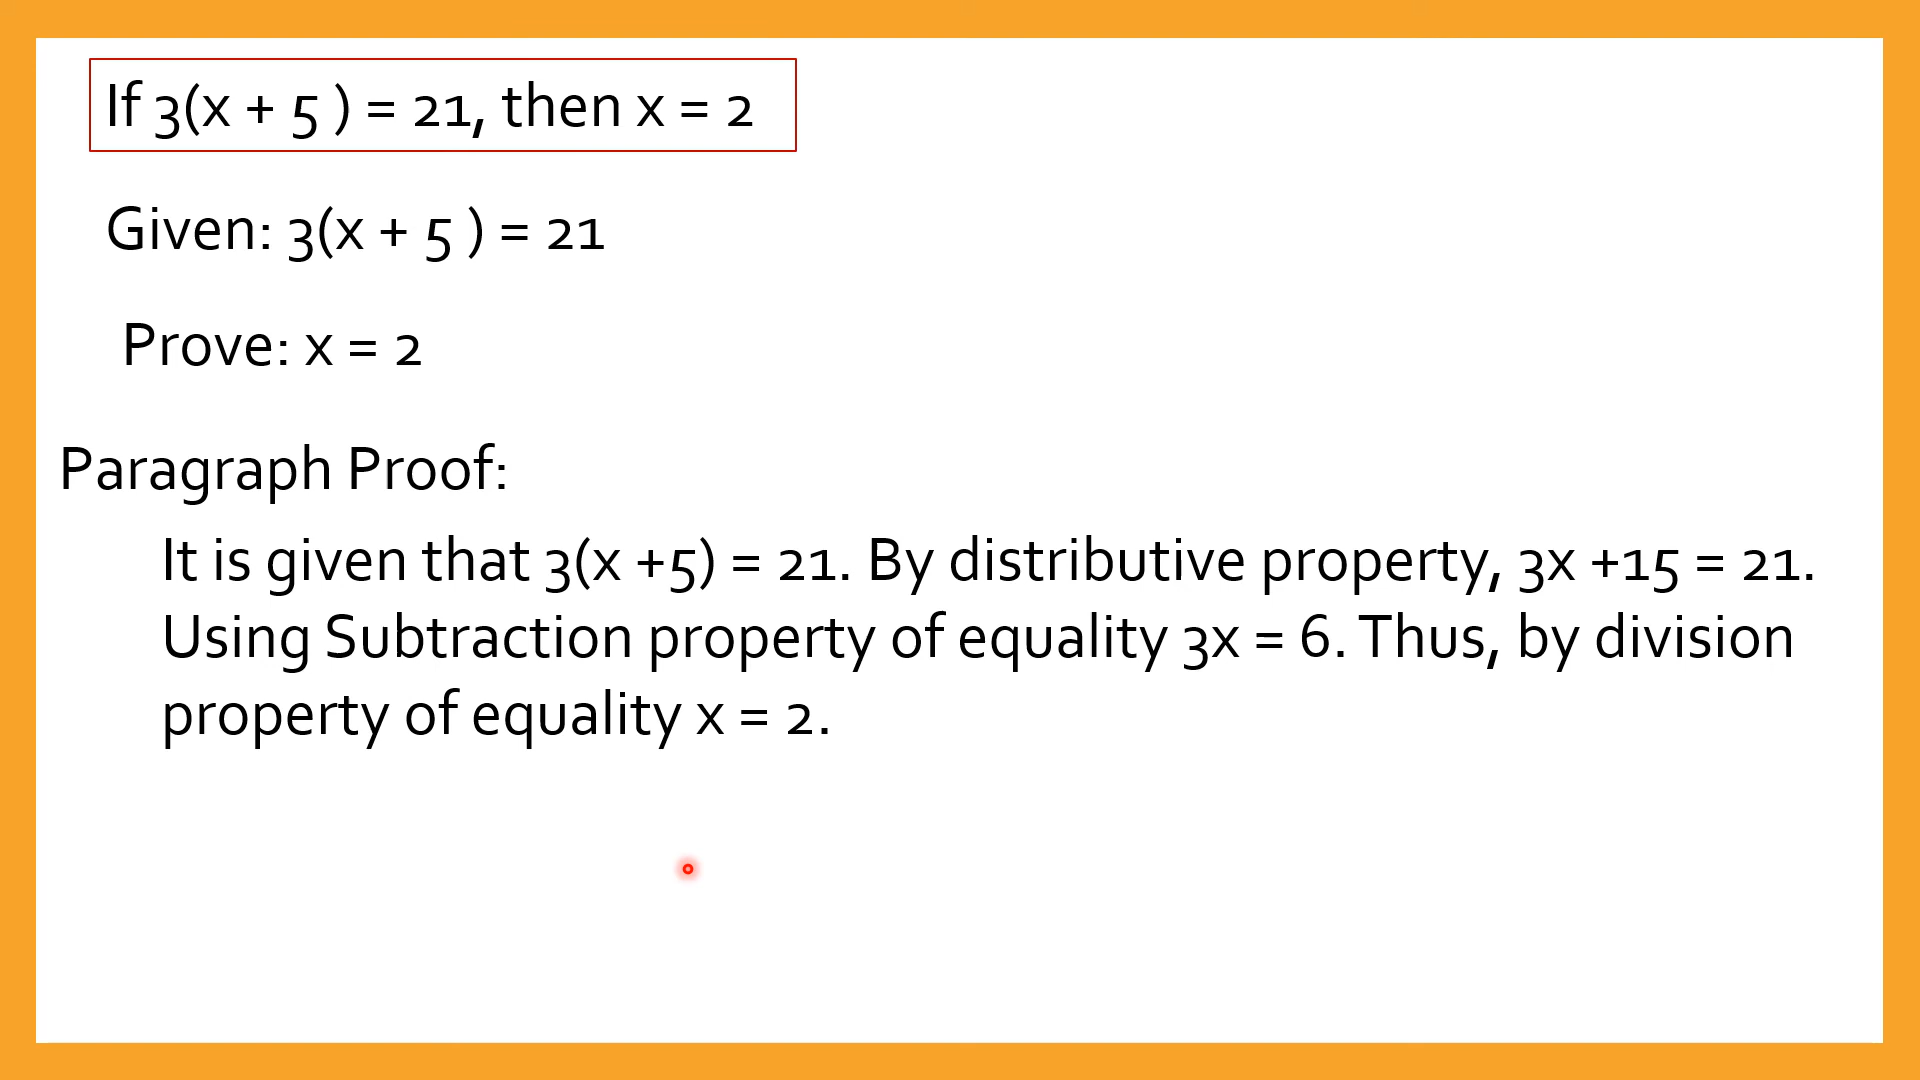 If 3(x + 5 ) = 21, then x = 2
Given: 3(x + 5 ) = 21
Prove: x = 2
Paragraph Proof:
It is given that 3(x +5) = 21. By distributive property, 3x +15 = 21.
Using Subtraction property of equality 3x = 6. Thus, by division
property of equality x = 2.